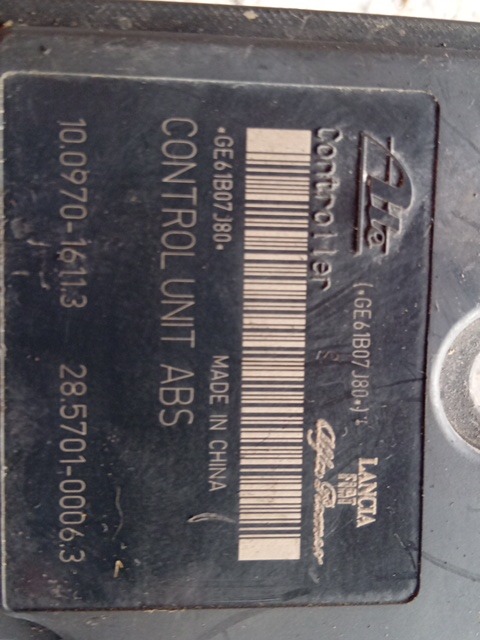 Ate
Controller
(*GE61B07J80*)
LANCIA
FIAT
Alfa Romeo
*GE61B07J80*
MADE IN CHINA
CONTROL UNIT ABS
10.0970-1611.3 28.5701-0006.3